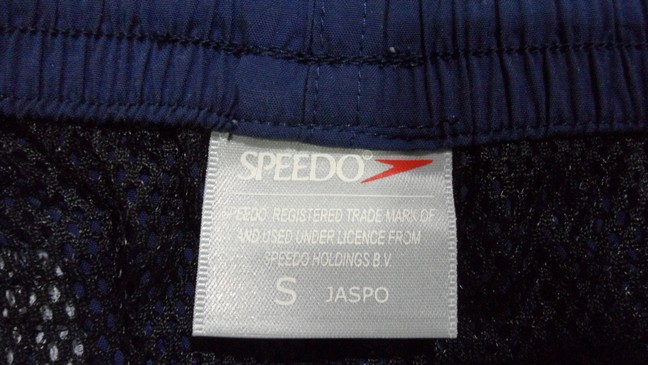 SPEEDO®
SPEEDO REGISTERED TRADE MARK OF
AND USED UNDER LICENCE FROM
SPEEDO HOLDINGS B.V.
S JASPO